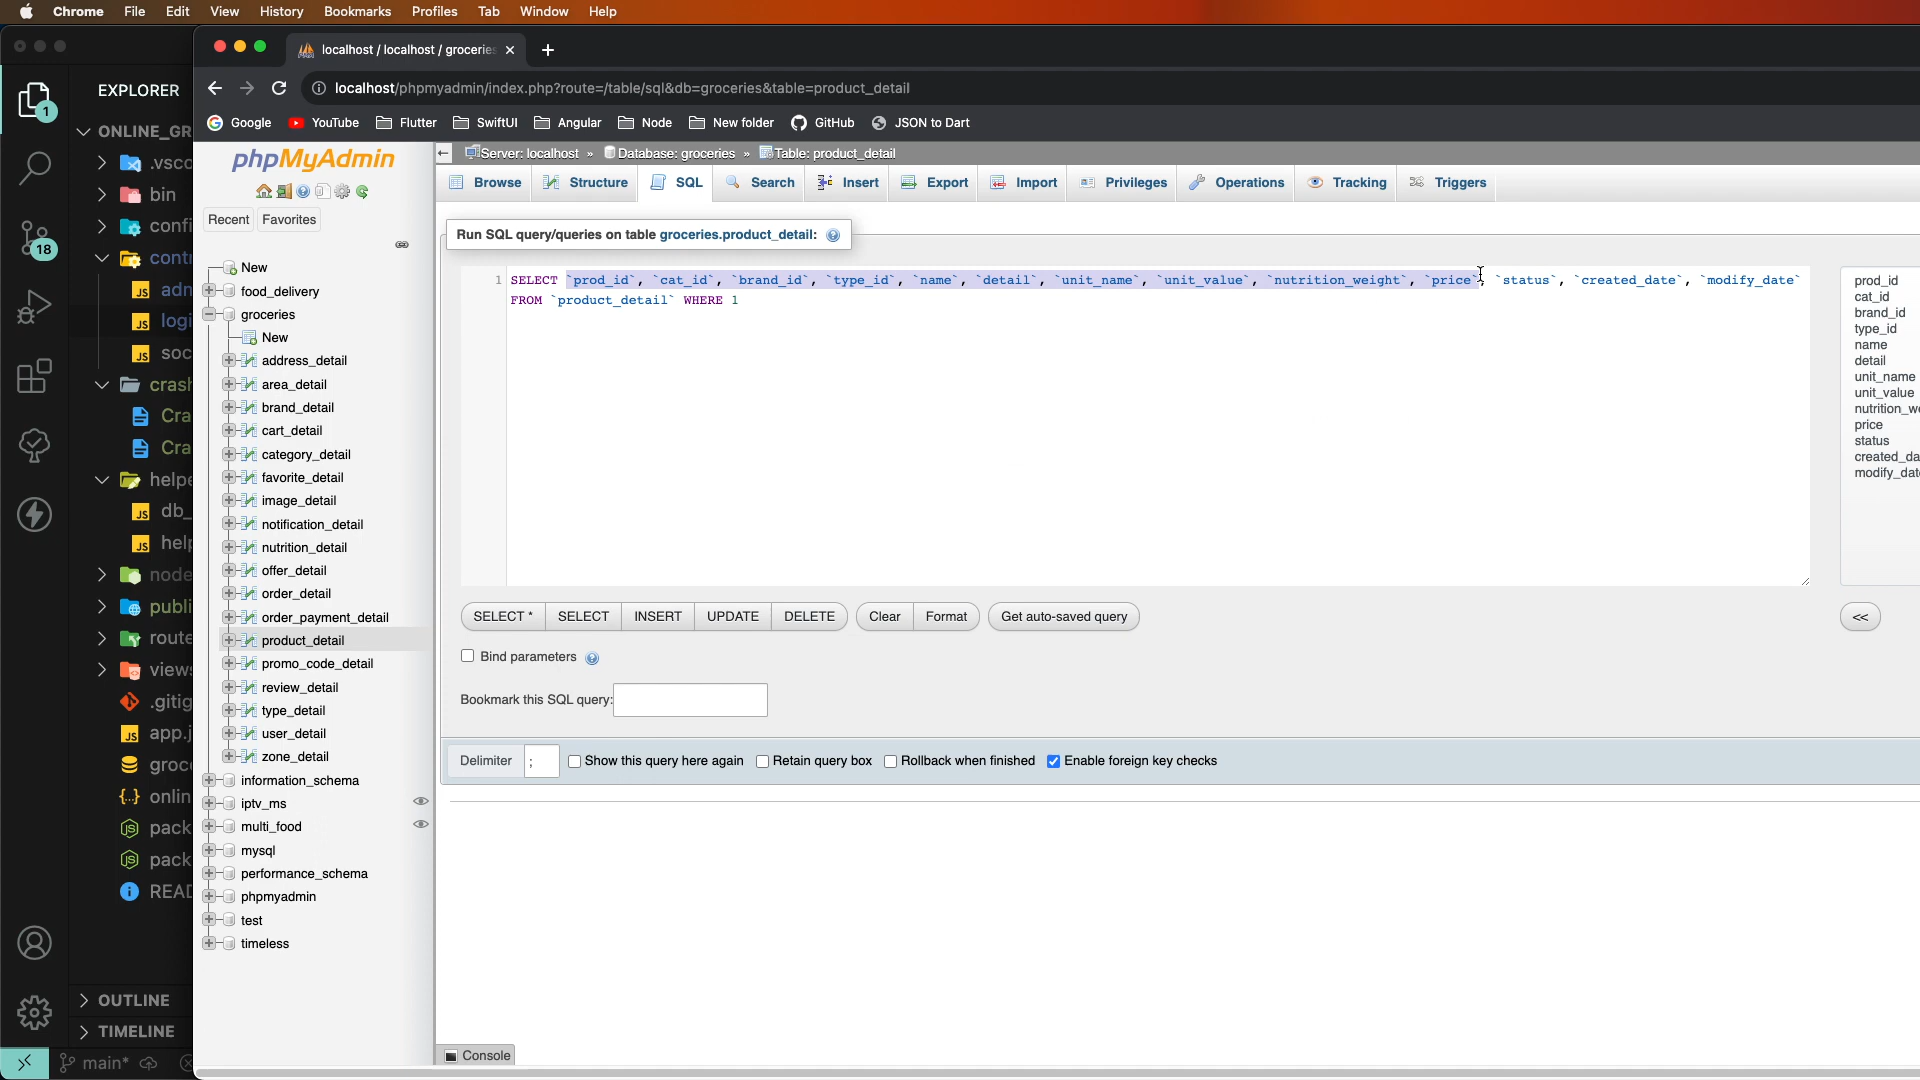 Chrome File Edit View History Bookmarks Profiles Tab Window Help
localhost / localhost / groceries
localhost/phpmyadmin/index.php?route=/table/sql&db=groceries&table=product_detail
Google YouTube Flutter SwiftUI Angular Node New folder GitHub JSON to Dart
EXPLORER
1
ONLINE_GR
.vsco
bin
confi
contr
adn
logi
soc
crash
Cra
Cra
helpe
db_
help
node
publi
route
views
.gitig
app.j
groce
onlin
pack
pack
READ
18
OUTLINE
TIMELINE
main*
phpMyAdmin
Recent Favorites
New
food_delivery
groceries
New
address_detail
area_detail
brand_detail
cart_detail
category_detail
favorite_detail
image_detail
notification_detail
nutrition_detail
offer_detail
order_detail
order_payment_detail
product_detail
promo_code_detail
review_detail
type_detail
user_detail
zone_detail
information_schema
iptv_ms
multi_food
mysql
performance_schema
phpmyadmin
test
timeless
Server: localhost » Database: groceries » Table: product_detail
Browse Structure SQL Search Insert Export Import Privileges Operations Tracking Triggers
Run SQL query/queries on table groceries.product_detail:
1 SELECT `prod_id`, `cat_id`, `brand_id`, `type_id`, `name`, `detail`, `unit_name`, `unit_value`, `nutrition_weight`, `price`, `status`, `created_date`, `modify_date`
FROM `product_detail` WHERE 1
prod_id
cat_id
brand_id
type_id
name
detail
unit_name
unit_value
nutrition_we
price
status
created_da
modify_dat
SELECT * SELECT INSERT UPDATE DELETE Clear Format Get auto-saved query <<
Bind parameters
Bookmark this SQL query:
Delimiter ; Show this query here again Retain query box Rollback when finished Enable foreign key checks
Console